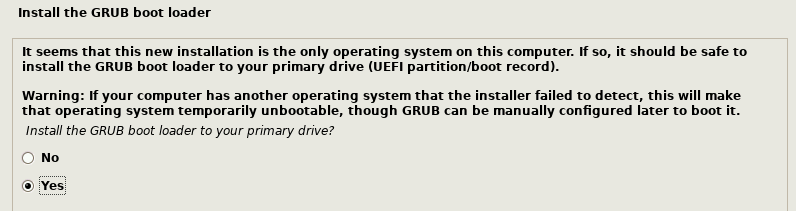 Install the GRUB boot loader
It seems that this new installation is the only operating system on this computer. If so, it should be safe to
install the GRUB boot loader to your primary drive (UEFI partition/boot record).
Warning: If your computer has another operating system that the installer failed to detect, this will make
that operating system temporarily unbootable, though GRUB can be manually configured later to boot it.
Install the GRUB boot loader to your primary drive?
No
Yes